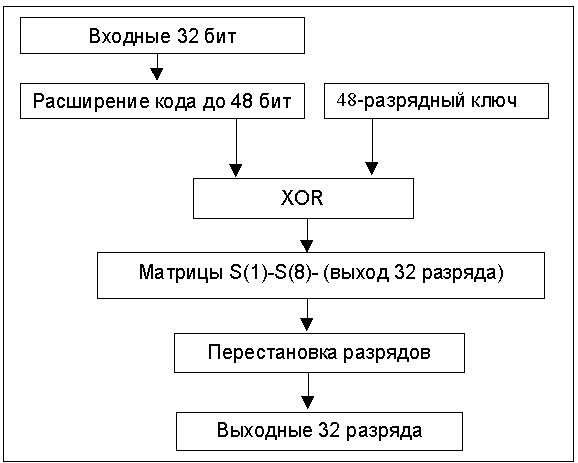 Входные 32 бит
Расширение кода до 48 бит
48-разрядный ключ
XOR
Матрицы S(1)-S(8)- (выход 32 разряда)
Перестановка разрядов
Выходные 32 разряда